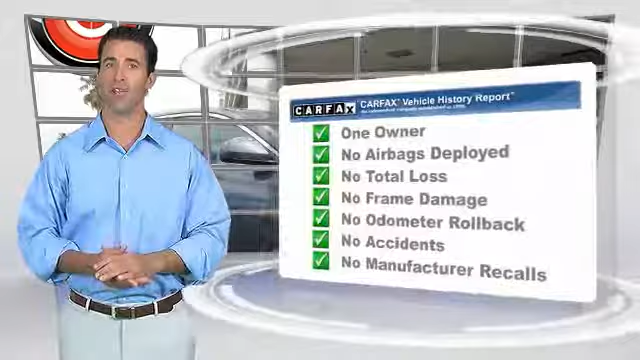 CARFAX CARFAX Vehicle History Report™
One Owner
No Airbags Deployed
No Total Loss
No Frame Damage
No Odometer Rollback
No Accidents
No Manufacturer Recalls